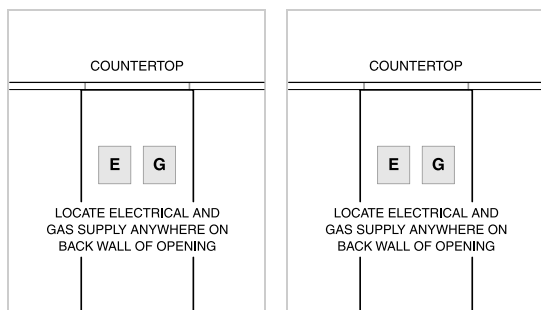 COUNTERTOP
E G
LOCATE ELECTRICAL AND
GAS SUPPLY ANYWHERE ON
BACK WALL OF OPENING
COUNTERTOP
E G
LOCATE ELECTRICAL AND
GAS SUPPLY ANYWHERE ON
BACK WALL OF OPENING